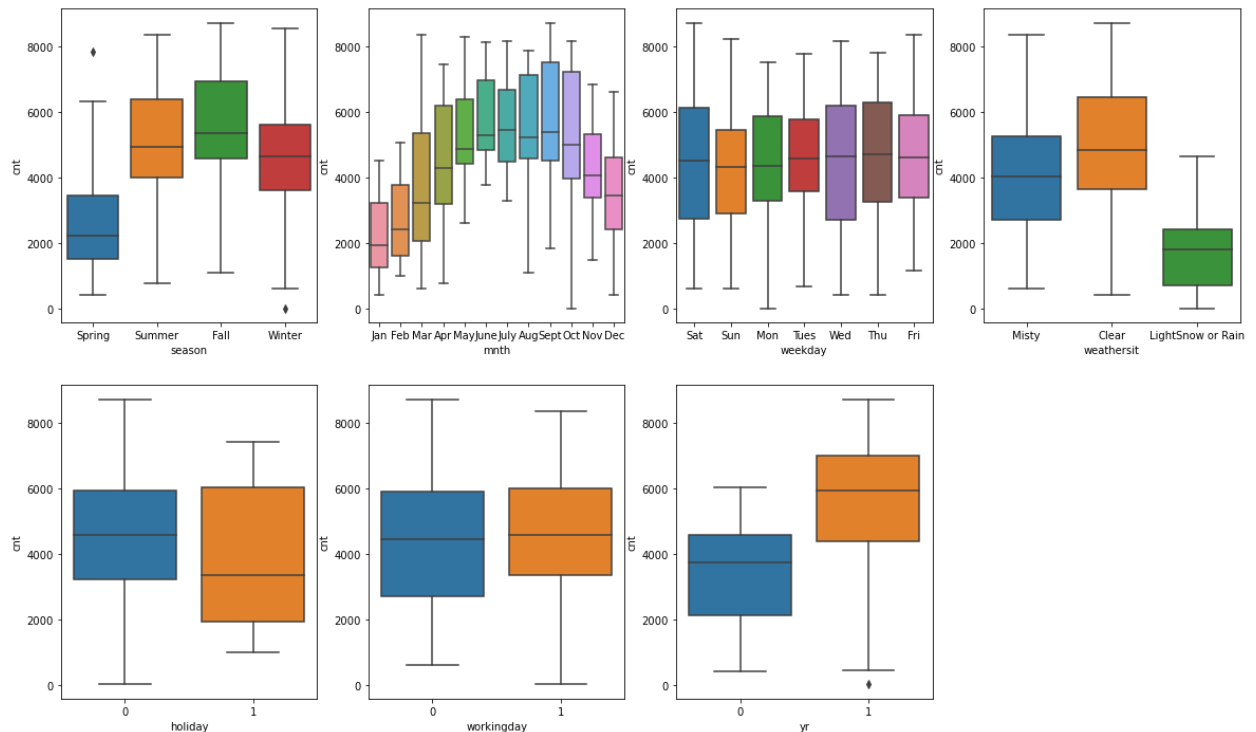 cnt
8000
6000
4000
2000
0
Spring Summer Fall Winter
season
cnt
8000
6000
4000
2000
0
Jan Feb Mar Apr May June July Aug Sept Oct Nov Dec
mnth
cnt
8000
6000
4000
2000
0
Sat Sun Mon Tues Wed Thu Fri
weekday
cnt
8000
6000
4000
2000
0
Misty Clear LightSnow or Rain
weathersit
cnt
8000
6000
4000
2000
0
0 1
holiday
cnt
8000
6000
4000
2000
0
0 1
workingday
cnt
8000
6000
4000
2000
0
0 1
yr